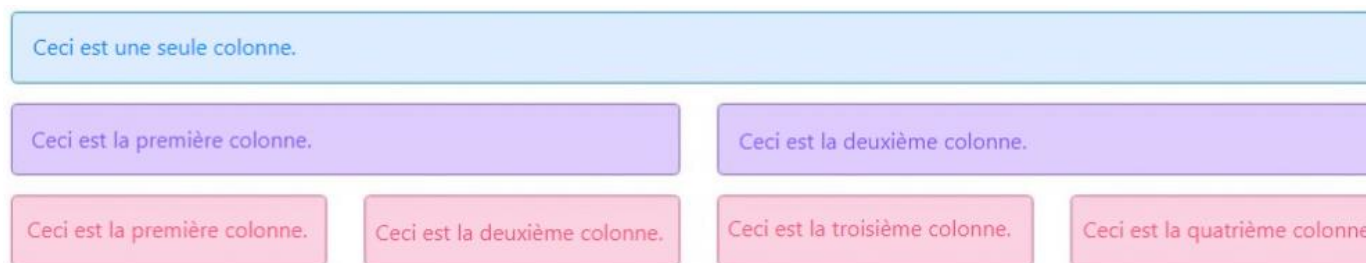 Ceci est une seule colonne.
Ceci est la première colonne. Ceci est la deuxième colonne.
Ceci est la première colonne. Ceci est la deuxième colonne. Ceci est la troisième colonne. Ceci est la quatrième colonne